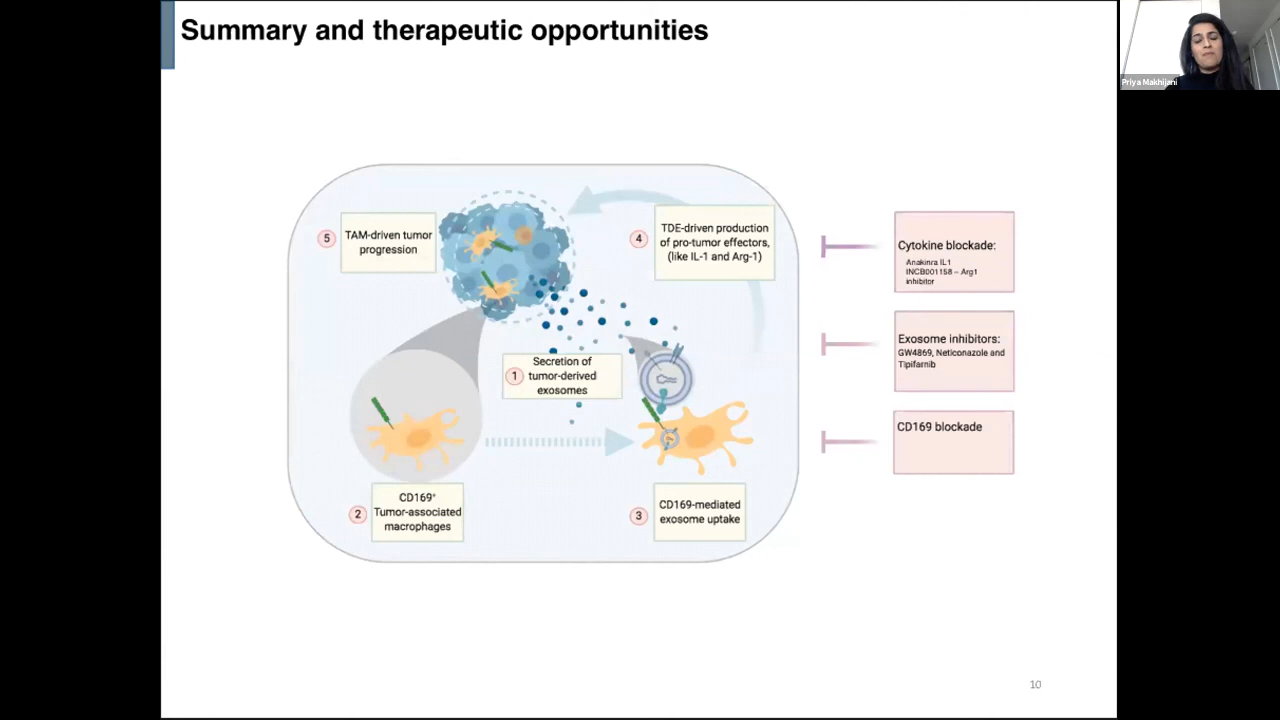 Summary and therapeutic opportunities
Priya Makhijani
5
TAM-driven tumor
progression
4
TDE-driven production
of pro-tumor effectors,
(like IL-1 and Arg-1)
1
Secretion of
tumor-derived
exosomes
2
CD169⁺
Tumor-associated
macrophages
3
CD169-mediated
exosome uptake
Cytokine blockade:
Anakinra IL1
INCB001158 – Arg1
inhibitor
Exosome inhibitors:
GW4869, Neticonazole and
Tipifarnib
CD169 blockade
10